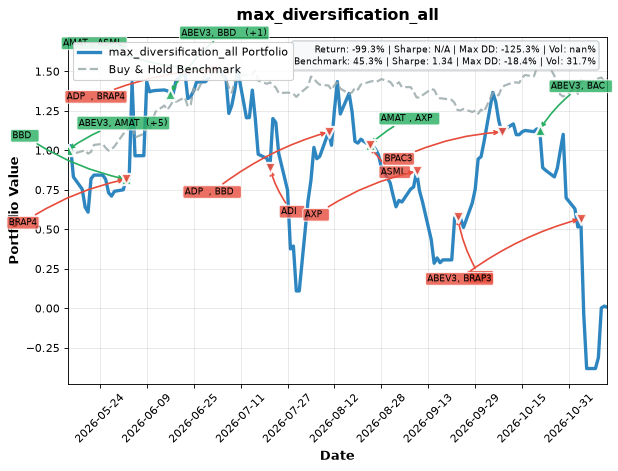 max_diversification_all
ABEV3, BBD (+1)
AMAT , ASML
max_diversification_all Portfolio
Buy & Hold Benchmark
Return: -99.3% | Sharpe: N/A | Max DD: -125.3% | Vol: nan%
Benchmark: 45.3% | Sharpe: 1.34 | Max DD: -18.4% | Vol: 31.7%
ADP , BRAP4
ABEV3, BAC
ABEV3, AMAT (+5)
AMAT , AXP
BBD
BPAC3
ASML
ADP , BBD
ADI
AXP
BRAP4
ABEV3, BRAP3
Portfolio Value
1.50
1.25
1.00
0.75
0.50
0.25
0.00
−0.25
2026-05-24
2026-06-09
2026-06-25
2026-07-11
2026-07-27
2026-08-12
2026-08-28
2026-09-13
2026-09-29
2026-10-15
2026-10-31
Date